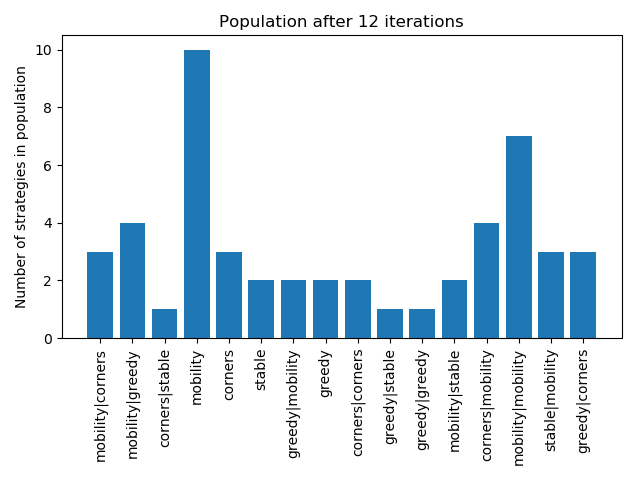 Population after 12 iterations
Number of strategies in population
10
8
6
4
2
0
mobility|corners
mobility|greedy
corners|stable
mobility
corners
stable
greedy|mobility
greedy
corners|corners
greedy|stable
greedy|greedy
mobility|stable
corners|mobility
mobility|mobility
stable|mobility
greedy|corners